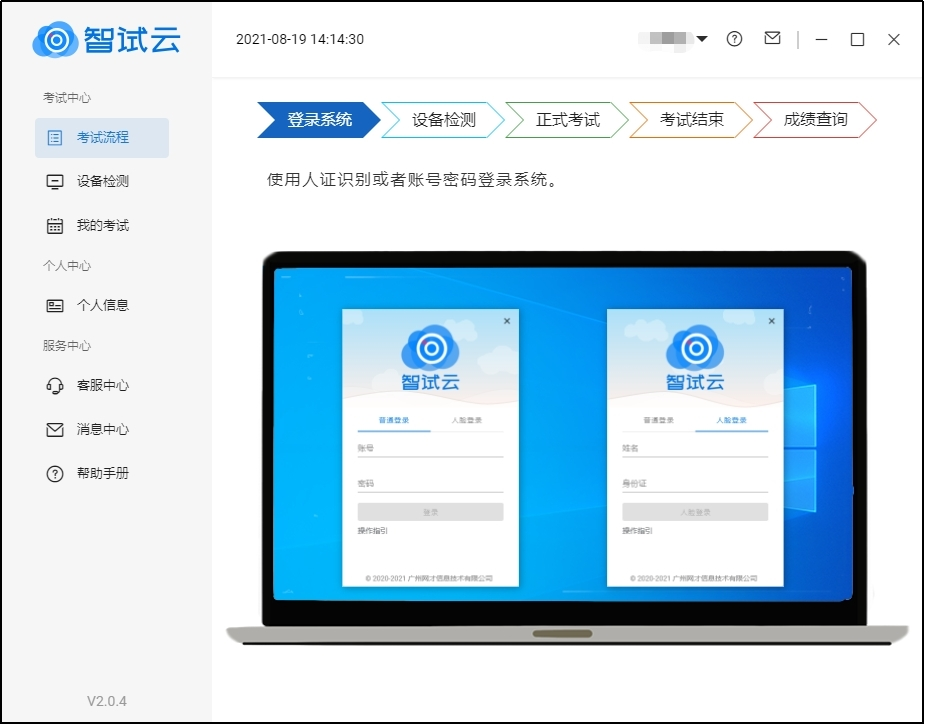 智试云
2021-08-19 14:14:30
考试中心
考试流程
设备检测
我的考试
个人中心
个人信息
服务中心
客服中心
消息中心
帮助手册
V2.0.4
登录系统
设备检测
正式考试
考试结束
成绩查询
使用人证识别或者账号密码登录系统。
智试云
普通登录 人脸登录
账号
密码
登录
操作指引
© 2020-2021 广州网才信息技术有限公司
智试云
普通登录 人脸登录
姓名
身份证
人脸登录
操作指引
© 2020-2021 广州网才信息技术有限公司